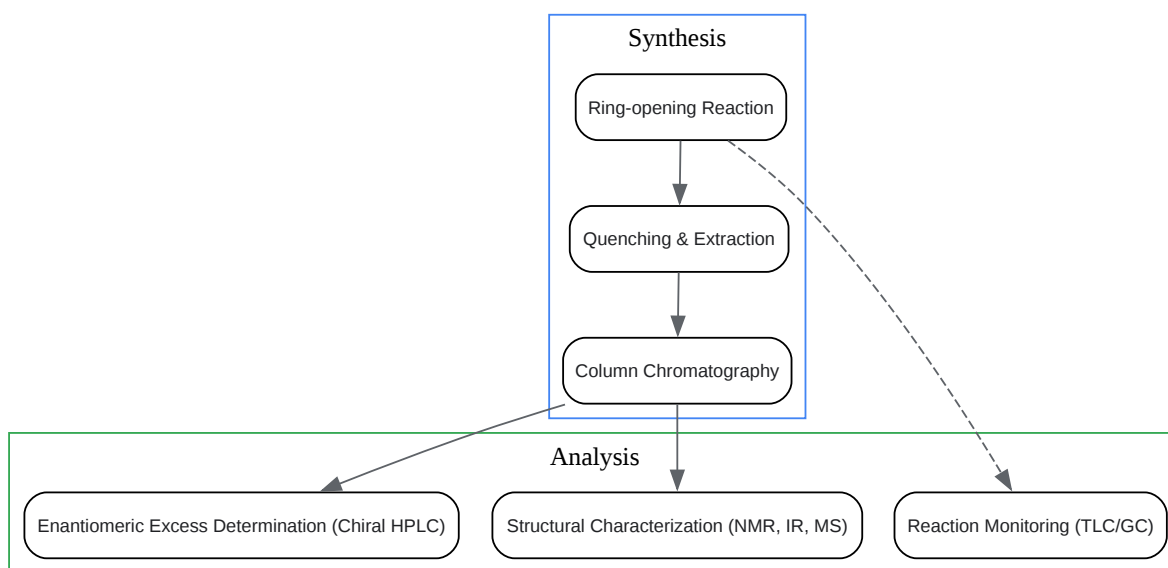 Synthesis
Ring-opening Reaction
Quenching & Extraction
Column Chromatography
Analysis
Enantiomeric Excess Determination (Chiral HPLC)
Structural Characterization (NMR, IR, MS)
Reaction Monitoring (TLC/GC)